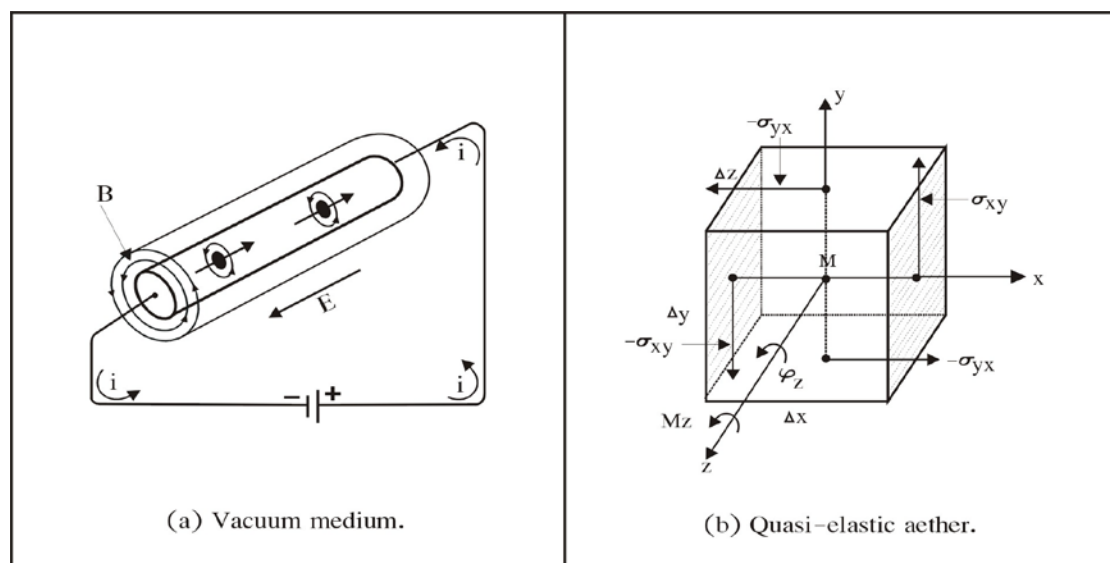 B
i
E
i
i
− +
(a) Vacuum medium.
y
−σyx
Δz
σxy
M
x
Δy
−σxy
−σyx
φz
Δx
Mz
z
(b) Quasi−elastic aether.